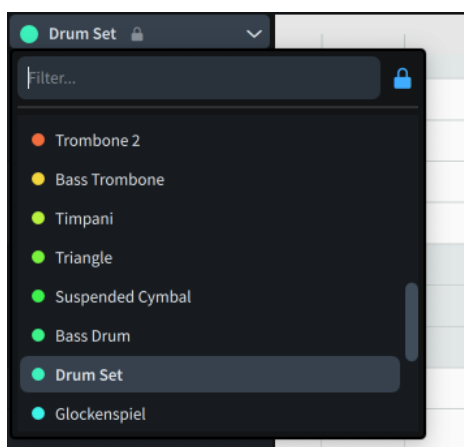 Drum Set
Filter...
Trombone 2
Bass Trombone
Timpani
Triangle
Suspended Cymbal
Bass Drum
Drum Set
Glockenspiel